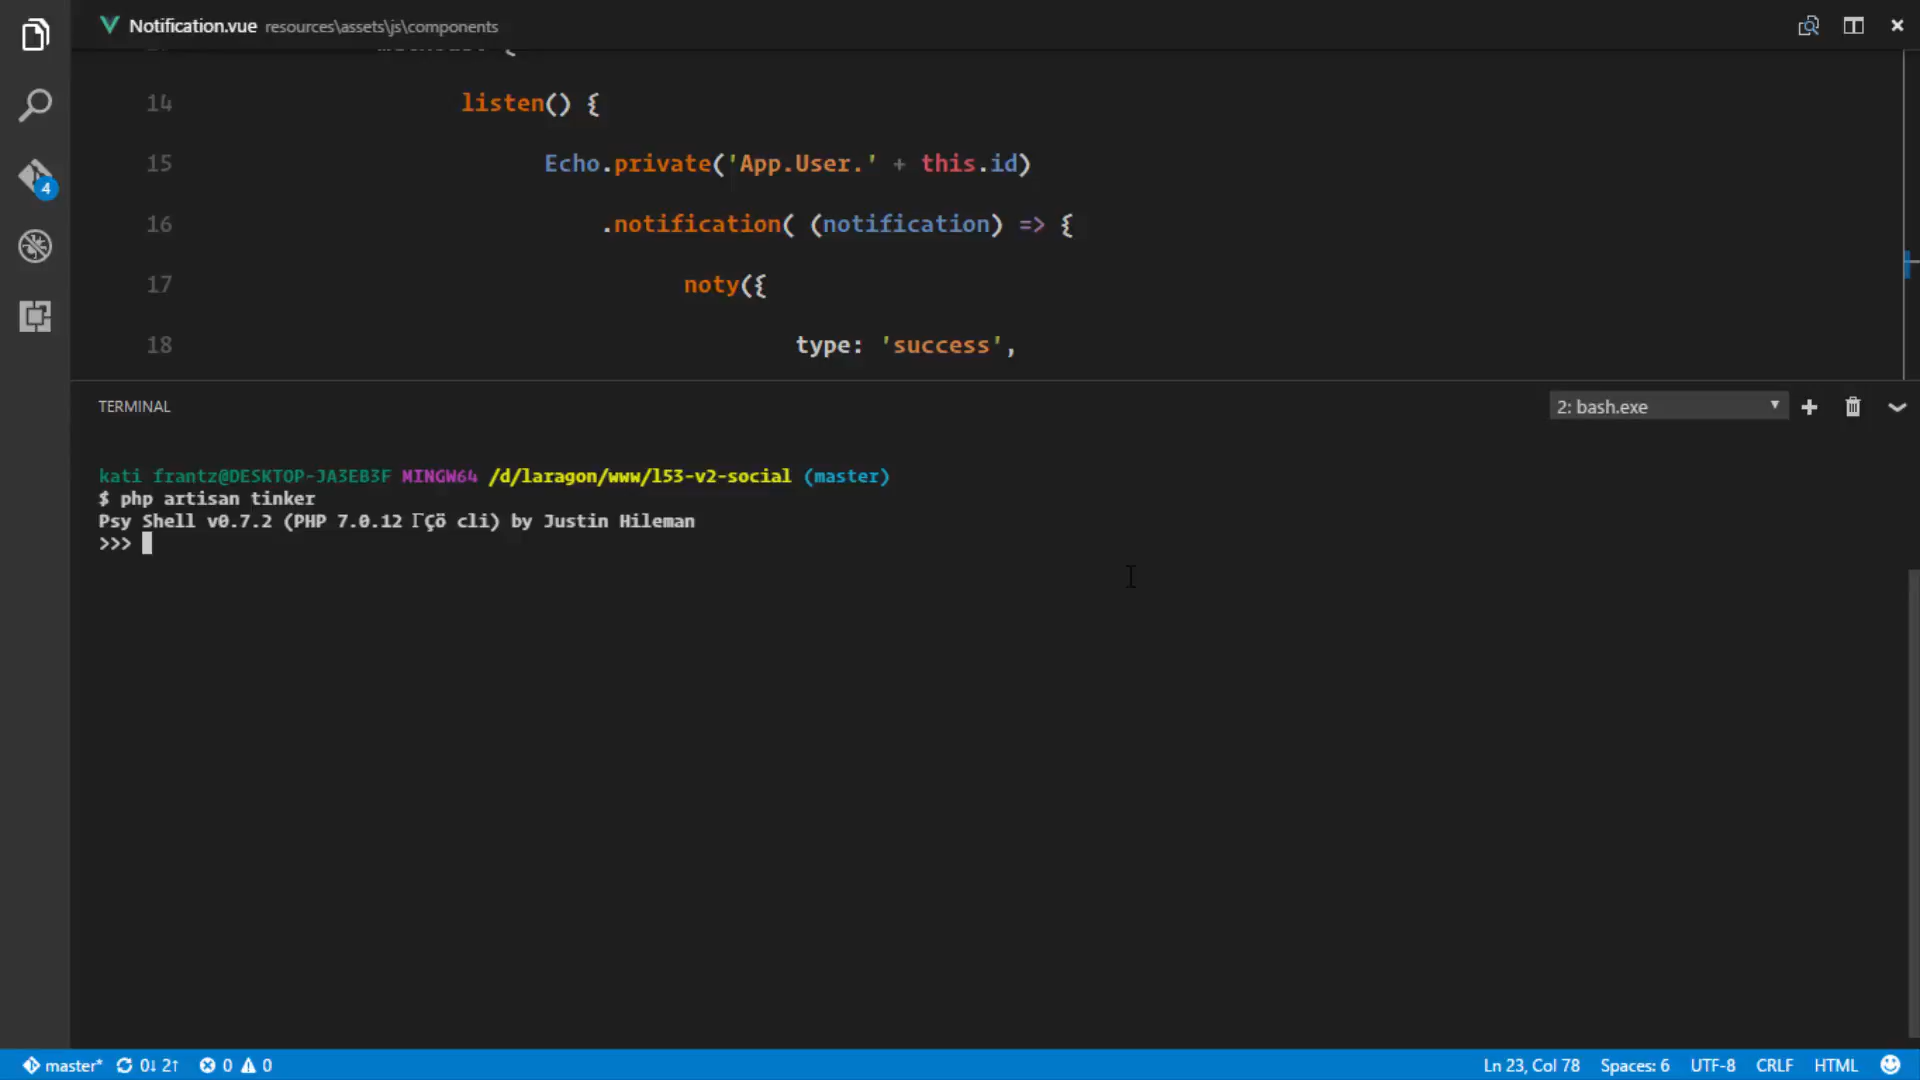 Notification.vue resources\assets\js\components
14 listen() {
15 Echo.private('App.User.' + this.id)
16 .notification( (notification) => {
17 noty({
18 type: 'success',
TERMINAL
2: bash.exe
kati frantz@DESKTOP-JA3EB3F MINGW64 /d/laragon/www/l53-v2-social (master)
$ php artisan tinker
Psy Shell v0.7.2 (PHP 7.0.12 ΓÇö cli) by Justin Hileman
>>>
4
master* 0↓ 2↑ 0 0 Ln 23, Col 78 Spaces: 6 UTF-8 CRLF HTML